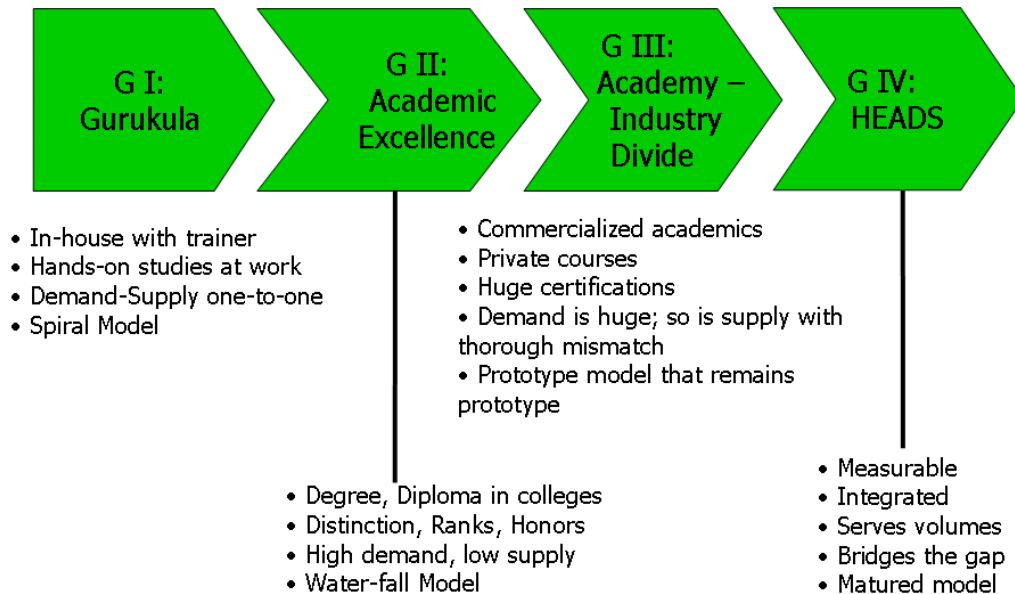 G I:
Gurukula
G II:
Academic
Excellence
G III:
Academy –
Industry
Divide
G IV:
HEADS
• In-house with trainer
• Hands-on studies at work
• Demand-Supply one-to-one
• Spiral Model
• Degree, Diploma in colleges
• Distinction, Ranks, Honors
• High demand, low supply
• Water-fall Model
• Commercialized academics
• Private courses
• Huge certifications
• Demand is huge; so is supply with
thorough mismatch
• Prototype model that remains
prototype
• Measurable
• Integrated
• Serves volumes
• Bridges the gap
• Matured model